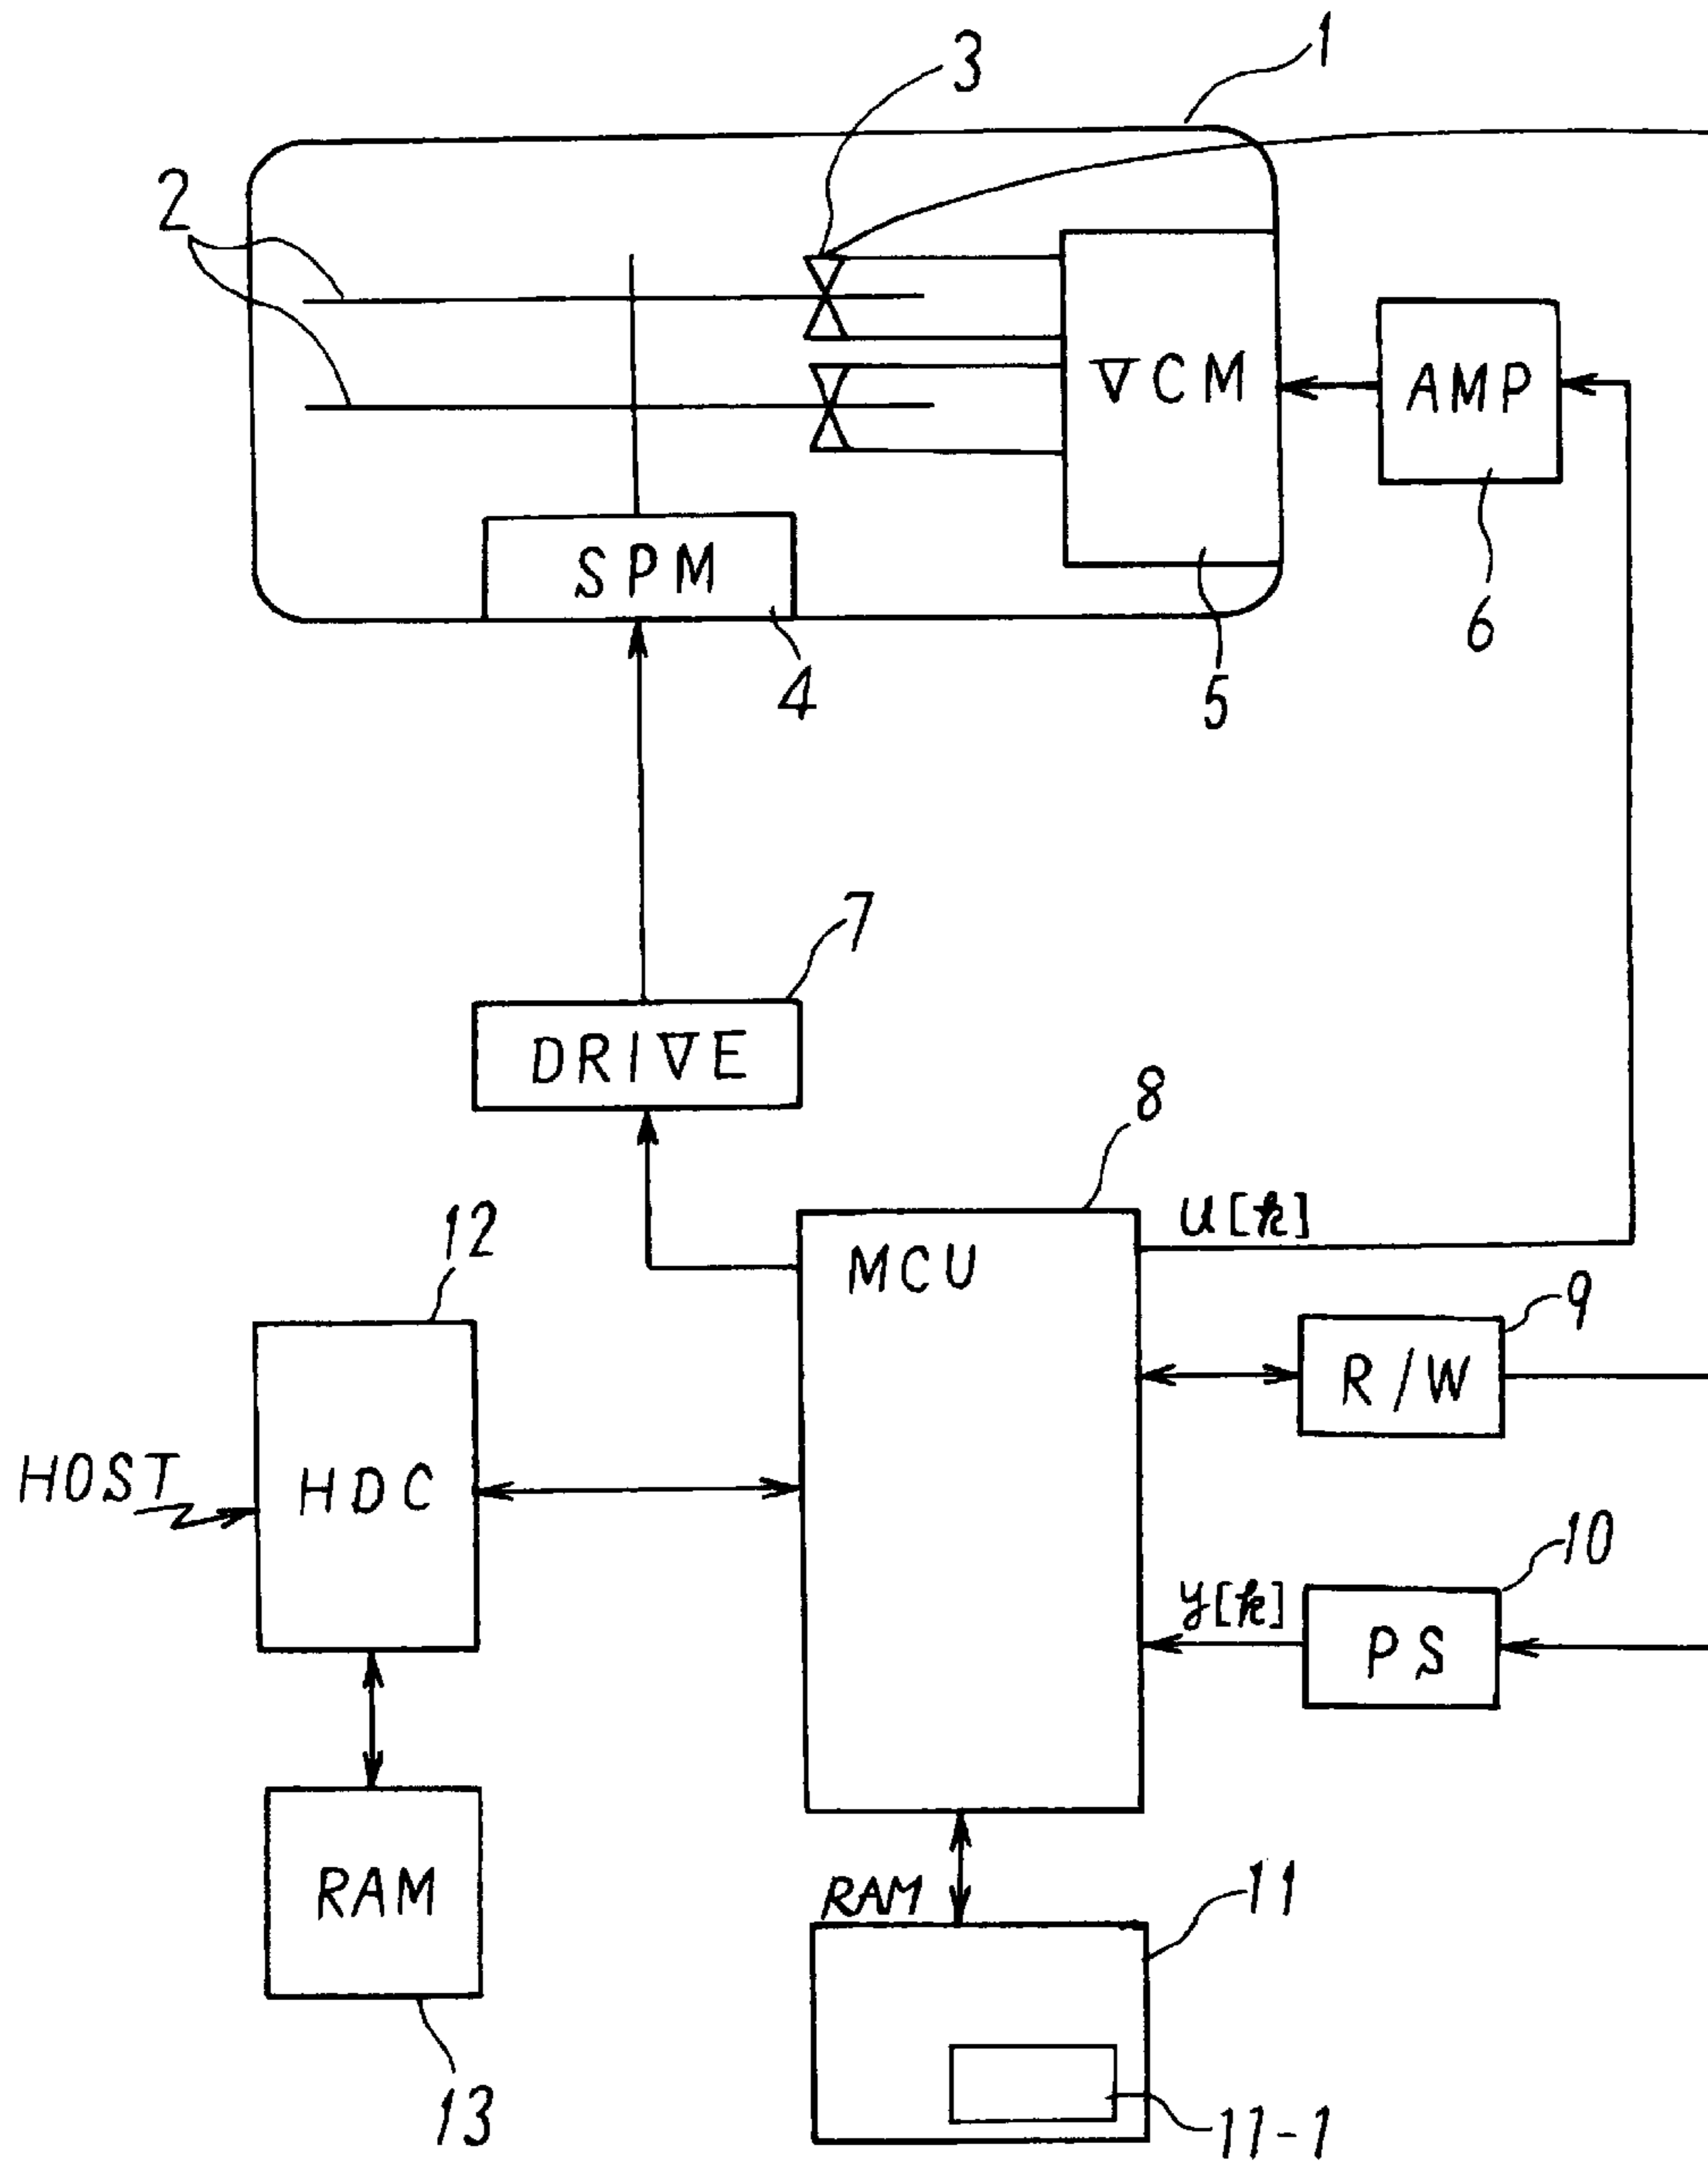 1
3
2
VCM
AMP
SPM
6
4
5
7
DRIVE
8
u[k]
12
MCU
9
R/W
HOST
HDC
10
y[k]
PS
RAM
RAM
11
13
11-1